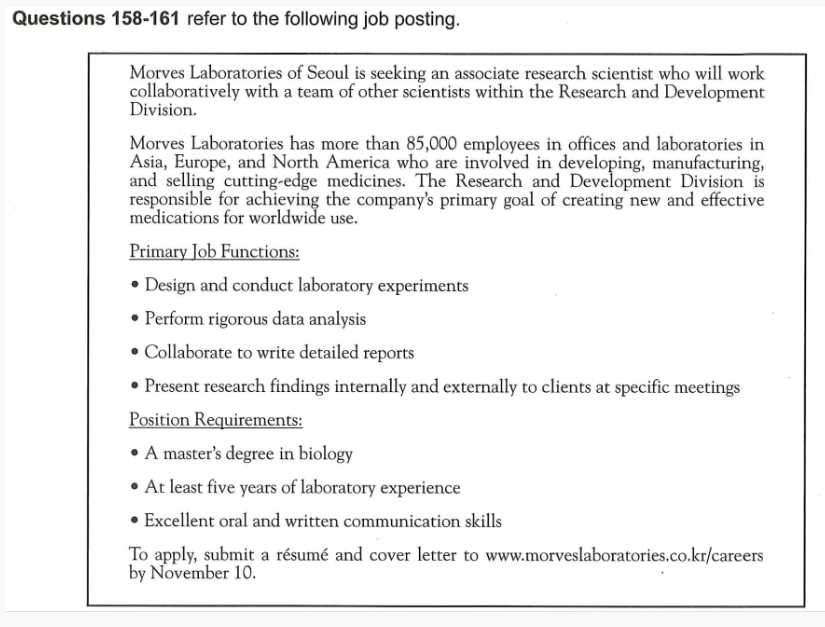 Questions 158-161 refer to the following job posting.
Morves Laboratories of Seoul is seeking an associate research scientist who will work
collaboratively with a team of other scientists within the Research and Development
Division.
Morves Laboratories has more than 85,000 employees in offices and laboratories in
Asia, Europe, and North America who are involved in developing, manufacturing,
and selling cutting-edge medicines. The Research and Development Division is
responsible for achieving the company's primary goal of creating new and effective
medications for worldwide use.
Primary Job Functions:
• Design and conduct laboratory experiments
• Perform rigorous data analysis
• Collaborate to write detailed reports
• Present research findings internally and externally to clients at specific meetings
Position Requirements:
• A master's degree in biology
• At least five years of laboratory experience
• Excellent oral and written communication skills
To apply, submit a résumé and cover letter to www.morveslaboratories.co.kr/careers
by November 10.